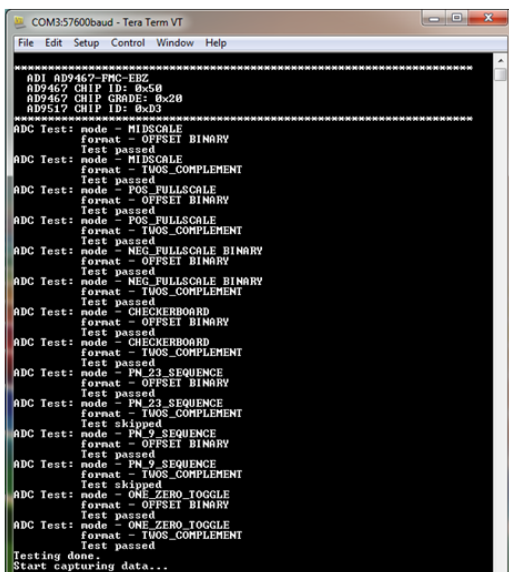 COM3:57600baud - Tera Term VT
File Edit Setup Control Window Help
*********************************************************************
ADI AD9467-FMC-EBZ
AD9467 CHIP ID: 0x50
AD9467 CHIP GRADE: 0x20
AD9517 CHIP ID: 0xD3
*********************************************************************
ADC Test: mode - MIDSCALE
format - OFFSET BINARY
Test passed
ADC Test: mode - MIDSCALE
format - TWOS_COMPLEMENT
Test passed
ADC Test: mode - POS_FULLSCALE
format - OFFSET BINARY
Test passed
ADC Test: mode - POS_FULLSCALE
format - TWOS_COMPLEMENT
Test passed
ADC Test: mode - NEG_FULLSCALE BINARY
format - OFFSET BINARY
Test passed
ADC Test: mode - NEG_FULLSCALE BINARY
format - TWOS_COMPLEMENT
Test passed
ADC Test: mode - CHECKERBOARD
format - OFFSET BINARY
Test passed
ADC Test: mode - CHECKERBOARD
format - TWOS_COMPLEMENT
Test passed
ADC Test: mode - PN_23_SEQUENCE
format - OFFSET BINARY
Test passed
ADC Test: mode - PN_23_SEQUENCE
format - TWOS_COMPLEMENT
Test skipped
ADC Test: mode - PN_9_SEQUENCE
format - OFFSET BINARY
Test passed
ADC Test: mode - PN_9_SEQUENCE
format - TWOS_COMPLEMENT
Test skipped
ADC Test: mode - ONE_ZERO_TOGGLE
format - OFFSET BINARY
Test passed
ADC Test: mode - ONE_ZERO_TOGGLE
format - TWOS_COMPLEMENT
Test passed
Testing done.
Start capturing data...